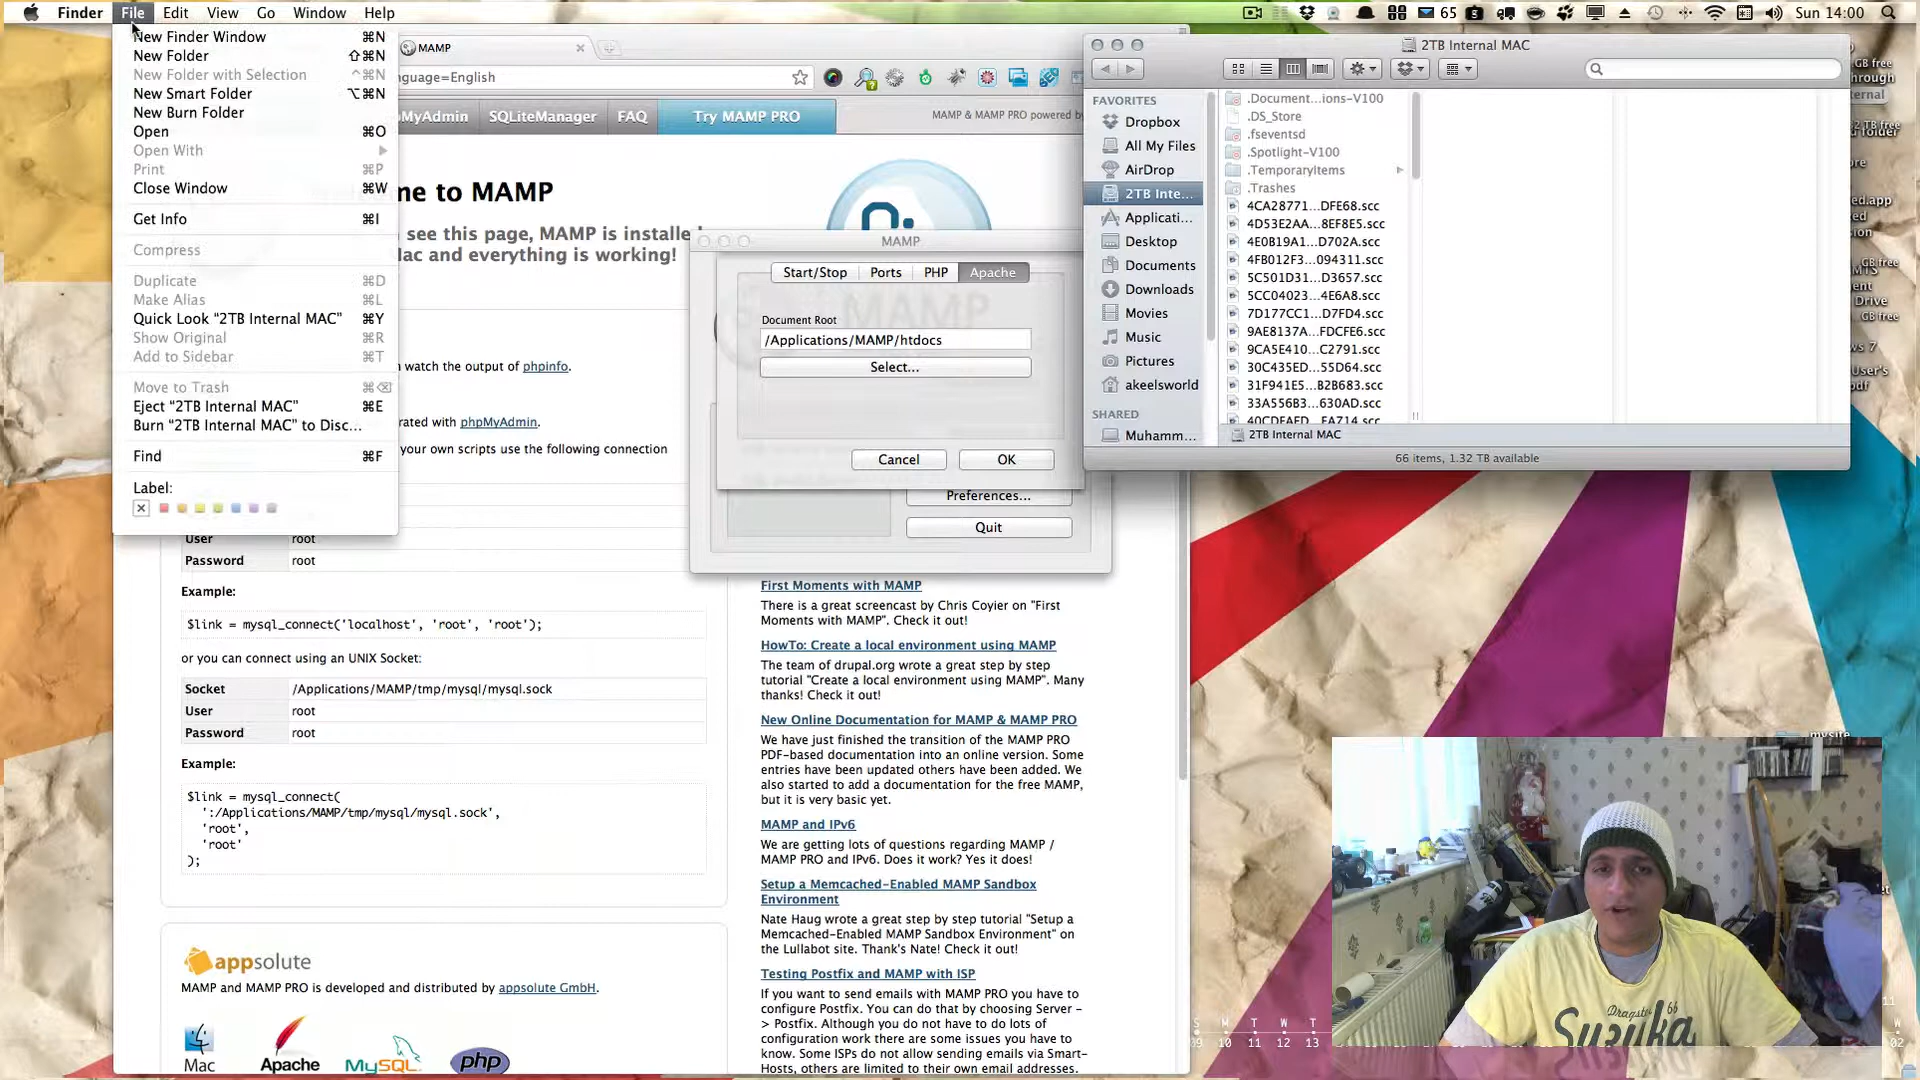 Finder File Edit View Go Window Help
65 Sun 14:00
New Finder Window ⌘N
New Folder ⇧⌘N
New Folder with Selection ^⌘N
New Smart Folder ⌥⌘N
New Burn Folder
Open ⌘O
Open With
Print ⌘P
Close Window ⌘W
Get Info ⌘I
Compress
Duplicate ⌘D
Make Alias ⌘L
Quick Look “2TB Internal MAC” ⌘Y
Show Original ⌘R
Add to Sidebar ⌘T
Move to Trash ⌘⌫
Eject “2TB Internal MAC” ⌘E
Burn “2TB Internal MAC” to Disc...
Find ⌘F
Label:
MAMP
nguage=English
MyAdmin SQLiteManager FAQ Try MAMP PRO MAMP & MAMP PRO powered by
me to MAMP
see this page, MAMP is installe
Mac and everything is working!
watch the output of phpinfo.
rated with phpMyAdmin.
your own scripts use the following connection
User root
Password root
Example:
$link = mysql_connect('localhost', 'root', 'root');
or you can connect using an UNIX Socket:
Socket /Applications/MAMP/tmp/mysql/mysql.sock
User root
Password root
Example:
$link = mysql_connect(
':/Applications/MAMP/tmp/mysql/mysql.sock',
'root',
'root'
);
appsolute
MAMP and MAMP PRO is developed and distributed by appsolute GmbH.
Mac Apache MySQL php
MAMP
Start/Stop Ports PHP Apache
MAMP
Document Root
/Applications/MAMP/htdocs
Select...
Cancel OK
Preferences...
Quit
First Moments with MAMP
There is a great screencast by Chris Coyier on "First
Moments with MAMP". Check it out!
HowTo: Create a local environment using MAMP
The team of drupal.org wrote a great step by step
tutorial "Create a local environment using MAMP". Many
thanks! Check it out!
New Online Documentation for MAMP & MAMP PRO
We have just finished the transition of the MAMP PRO
PDF-based documentation into an online version. Some
entries have been updated others have been added. We
also started to add a documentation for the free MAMP,
but it is very basic yet.
MAMP and IPv6
We are getting lots of questions regarding MAMP /
MAMP PRO and IPv6. Does it work? Yes it does!
Setup a Memcached-Enabled MAMP Sandbox
Environment
Nate Haug wrote a great step by step tutorial "Setup a
Memcached-Enabled MAMP Sandbox Environment" on
the Lullabot site. Thank's Nate! Check it out!
Testing Postfix and MAMP with ISP
If you want to send emails with MAMP PRO you have to
configure Postfix. You can do that by choosing Server -
> Postfix. Although you do not have to do lots of
configuration work there are some issues you have to
know. Some ISPs do not allow sending emails via Smart-
Hosts, others are limited to their own email addresses.
2TB Internal MAC
FAVORITES
Dropbox
All My Files
AirDrop
2TB Inte...
Applicati...
Desktop
Documents
Downloads
Movies
Music
Pictures
akeelsworld
SHARED
Muhamm...
.Document...ions-V100
.DS_Store
.fseventsd
.Spotlight-V100
.TemporaryItems
.Trashes
4CA28771...DFE68.scc
4D53E2AA...8EF8E5.scc
4E0B19A1...D702A.scc
4FB012F3...094311.scc
5C501D31...D3657.scc
5CC04023...4E6A8.scc
7D177CC1...D7FD4.scc
9AE8137A...FDCFE6.scc
9CA5E410...C2791.scc
30C435ED...55D64.scc
31F941E5...B2B683.scc
33A556B3...630AD.scc
40CDFAFD...FA714.scc
2TB Internal MAC
66 items, 1.32 TB available
GB free
mysite
S M T W T
09 10 11 12 13
11
W
02
Dragster 66
Suzuka